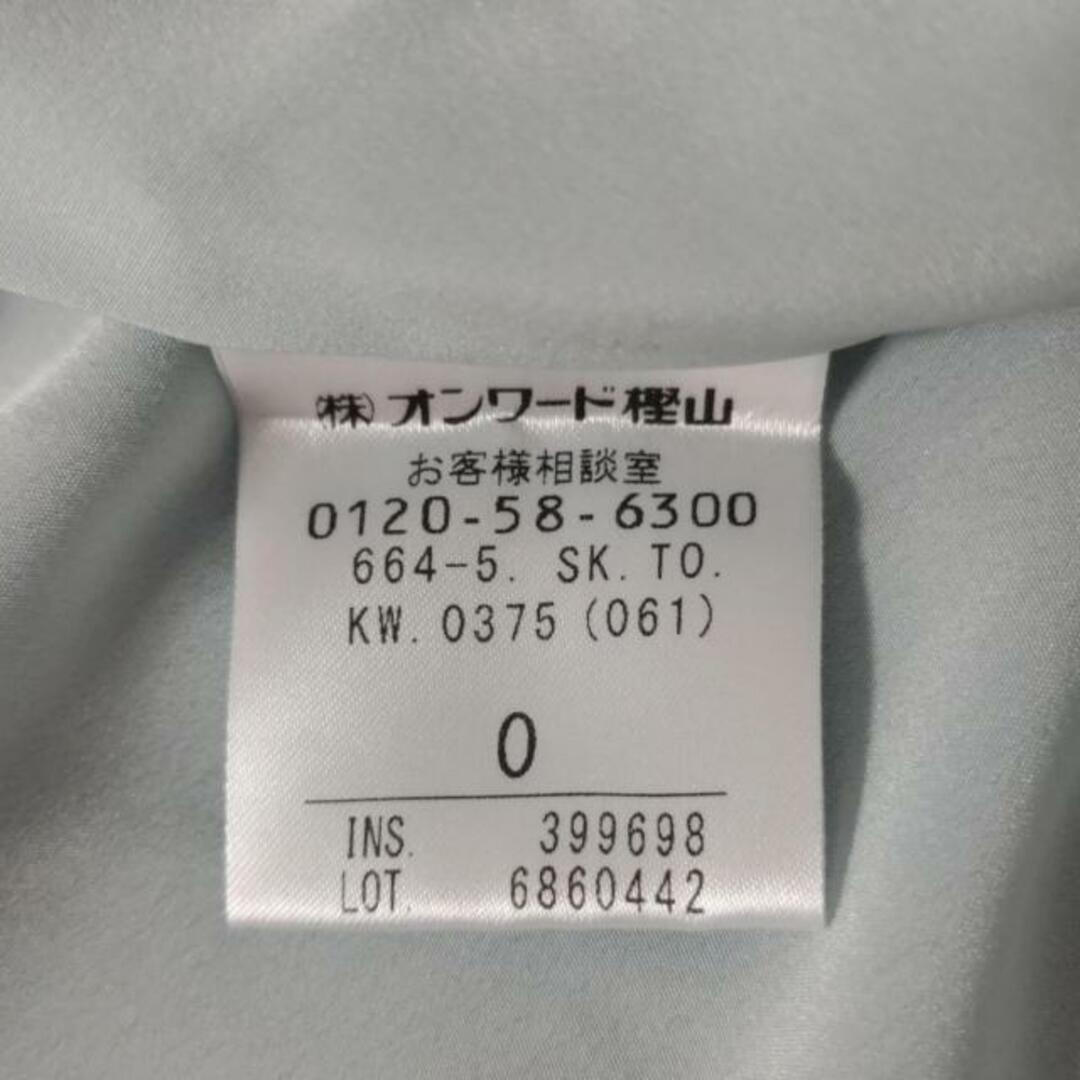 ㈱オンワード樫山
お客様相談室
0120-58-6300
664-5. SK. TO.
KW. 0375 (061)
0
INS. 399698
LOT. 6860442